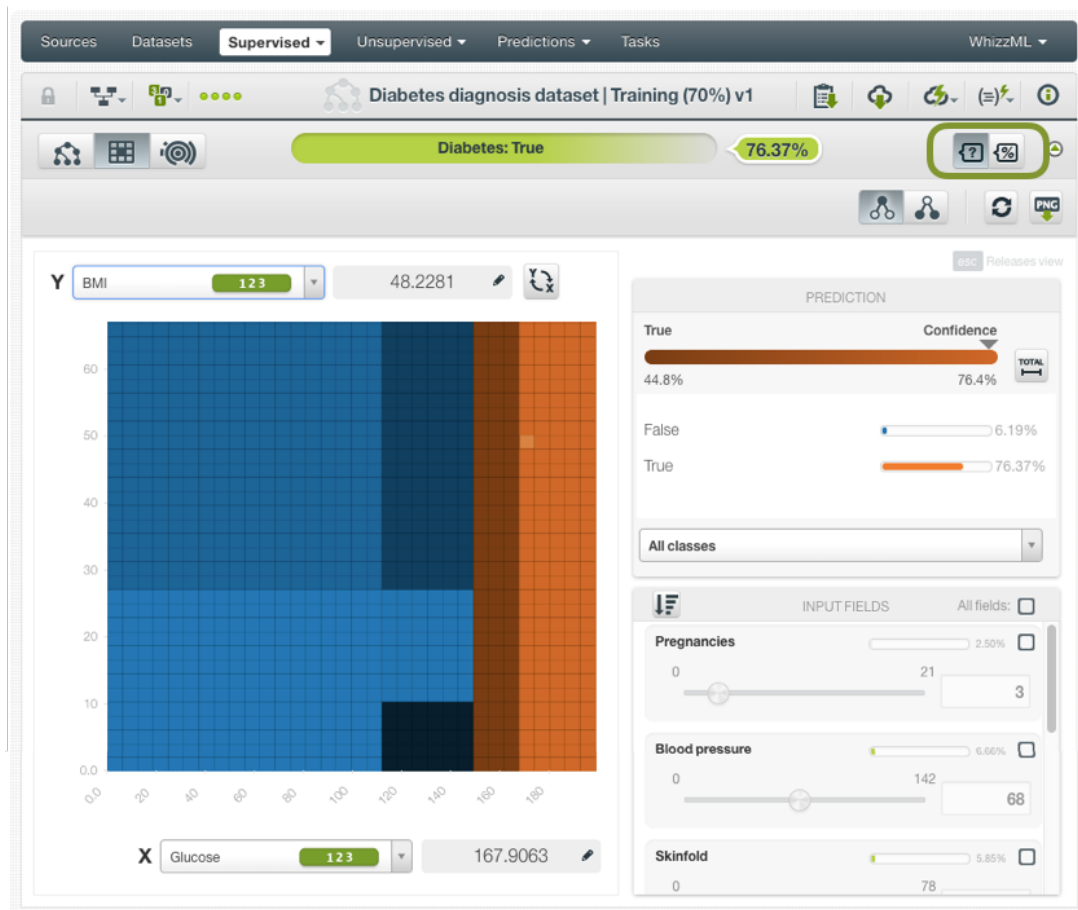 Sources Datasets Supervised Unsupervised Predictions Tasks WhizzML
Diabetes diagnosis dataset | Training (70%) v1
Diabetes: True 76.37%
{? {%
PNG
esc Releases view
Y BMI 123 48.2281 Y X
PREDICTION
True Confidence
44.8% 76.4% TOTAL
False 6.19%
True 76.37%
All classes
60
50
40
30
20
10
0.0
0.0 20 40 60 80 100 120 140 160 180
X Glucose 123 167.9063
INPUT FIELDS All fields:
Pregnancies 2.50%
0 21
3
Blood pressure 6.66%
0 142
68
Skinfold 5.85%
0 78